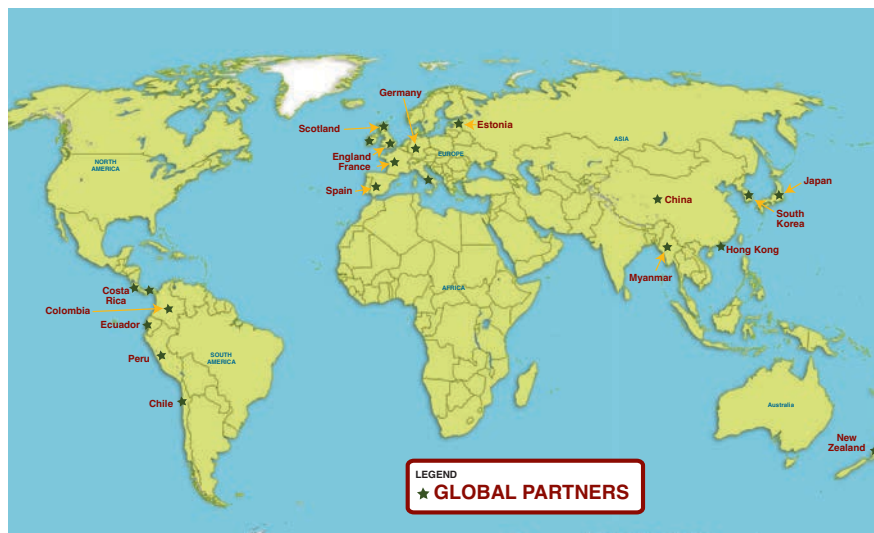 Germany
Scotland
Estonia
ASIA
EUROPE
England
France
NORTH
AMERICA
Spain
Japan
China
South
Korea
Hong Kong
Myanmar
Costa
Rica
AFRICA
Colombia
Ecuador
SOUTH
AMERICA
Peru
Chile
Australia
New
Zealand
LEGEND
GLOBAL PARTNERS